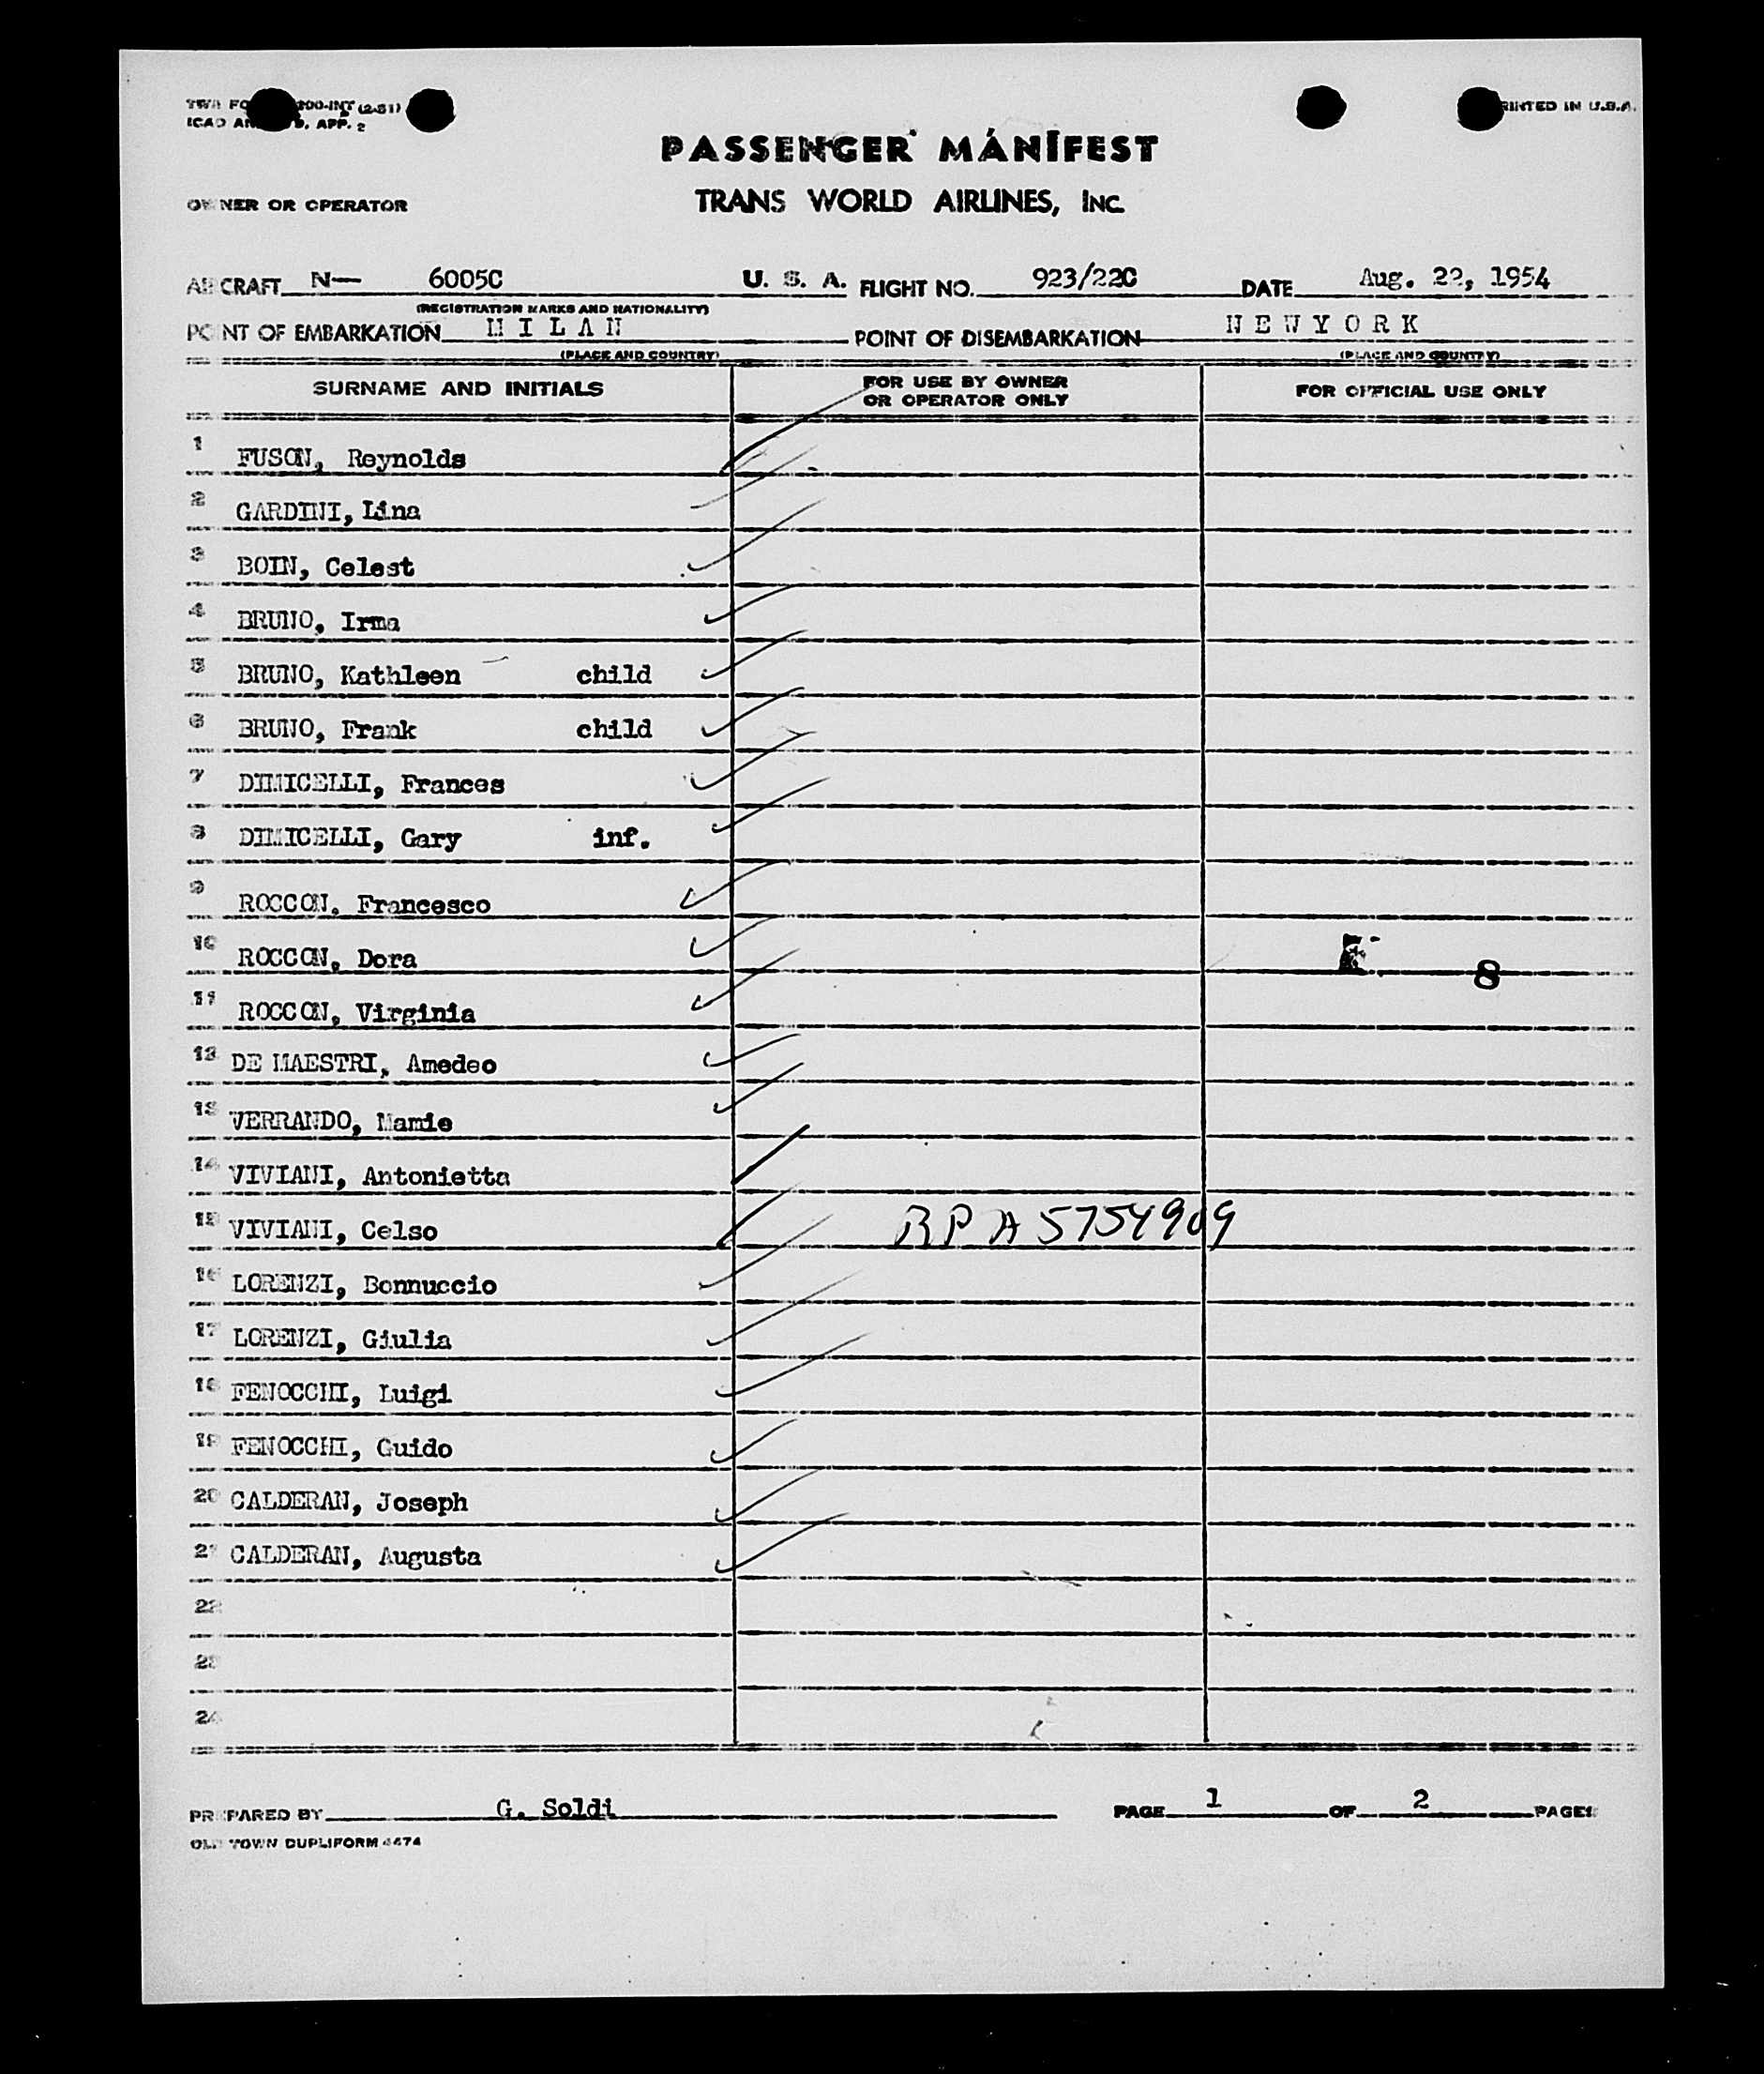 PRINTED IN U.S.A.
PASSENGER MANIFEST
OWNER OR OPERATOR TRANS WORLD AIRLINES, INC.
AIRCRAFT N— 6005C U. S. A. FLIGHT NO. 923/22C DATE Aug. 22, 1954
(REGISTRATION MARKS AND NATIONALITY)
POINT OF EMBARKATION M I L A N POINT OF DISEMBARKATION N E W Y O R K
(PLACE AND COUNTRY) (PLACE AND COUNTRY)
SURNAME AND INITIALS FOR USE BY OWNER OR OPERATOR ONLY FOR OFFICIAL USE ONLY
1 FUSON, Reynolds
2 GARDINI, Lina
3 BOIN, Celest
4 BRUNO, Irma
5 BRUNO, Kathleen child
6 BRUNO, Frank child
7 DIMICELLI, Frances
8 DIMICELLI, Gary inf.
9 ROCCON, Francesco
10 ROCCON, Dora 8
11 ROCCON, Virginia
12 DE MAESTRI, Amedeo
13 VERRANDO, Mamie
14 VIVIANI, Antonietta
15 VIVIANI, Celso RP A5754909
16 LORENZI, Bonnuccio
17 LORENZI, Giulia
18 FENOCCHI, Luigi
19 FENOCCHI, Guido
20 CALDERAN, Joseph
21 CALDERAN, Augusta
22
23
24
PREPARED BY G. Soldi PAGE 1 OF 2 PAGES
OLD TOWN DUPLIFORM 4474